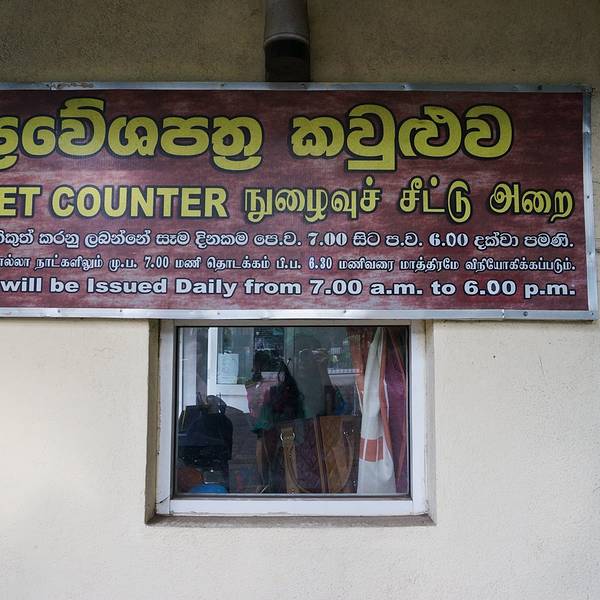 ප්‍රවේශපත්‍ර කවුළුව
ET COUNTER நுழைவுச் சீட்டு அறை
නිකුත් කරනු ලබන්නේ සෑම දිනකම පෙ.ව. 7.00 සිට ප.ව. 6.00 දක්වා පමණි.
எல்லா நாட்களிலும் மு.ப. 7.00 மணி தொடக்கம் பி.ப. 6.30 மணிவரை மாத்திரமே விநியோகிக்கப்படும்.
will be Issued Daily from 7.00 a.m. to 6.00 p.m.